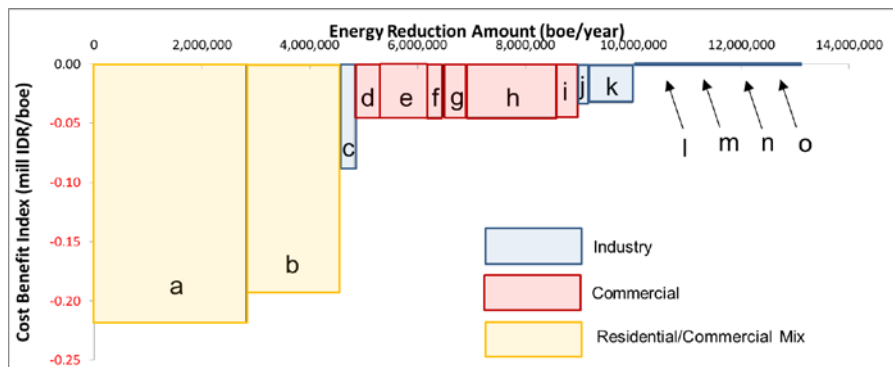 Energy Reduction Amount (boe/year)
0 2,000,000 4,000,000 6,000,000 8,000,000 10,000,000 12,000,000 14,000,000
Cost Benefit Index (mill IDR/boe)
0.00
-0.05
-0.10
-0.15
-0.20
-0.25
a
b
c
d
e
f
g
h
i
j
k
l
m
n
o
Industry
Commercial
Residential/Commercial Mix